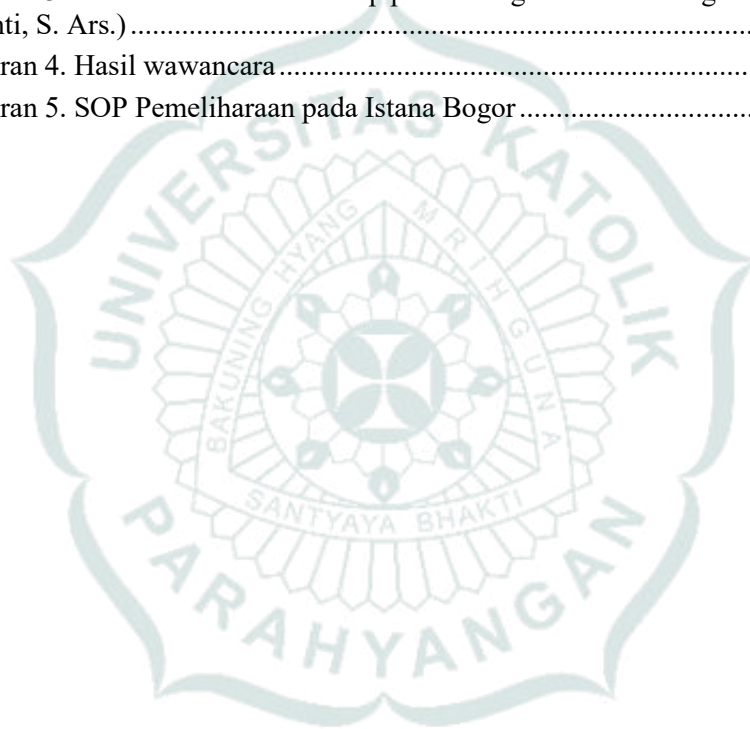 nti, S. Ars.)................................................................................................
ran 4. Hasil wawancara........................................................................
ran 5. SOP Pemeliharaan pada Istana Bogor...................................
UNIVERSITAS KATOLIK
BAKUNING HYANG MRIH GUNA
SANTYAYA BHAKTI
PARAHYANGAN